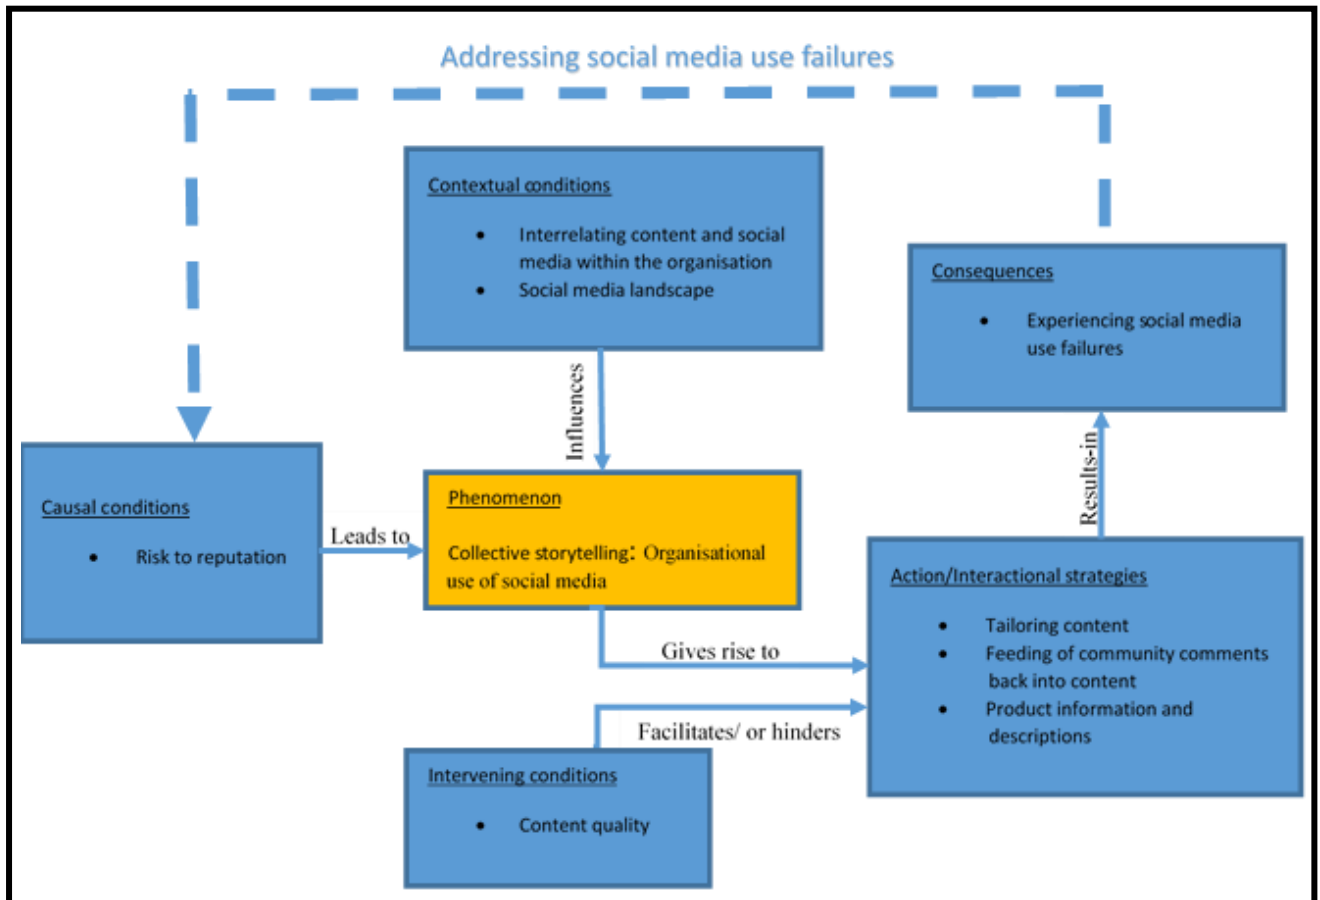 Addressing social media use failures
Contextual conditions
• Interrelating content and social
media within the organisation
• Social media landscape
Consequences
• Experiencing social media
use failures
Influences
Results-in
Causal conditions
• Risk to reputation
Leads to
Phenomenon
Collective storytelling: Organisational
use of social media
Action/Interactional strategies
• Tailoring content
• Feeding of community comments
back into content
• Product information and
descriptions
Gives rise to
Facilitates/ or hinders
Intervening conditions
• Content quality